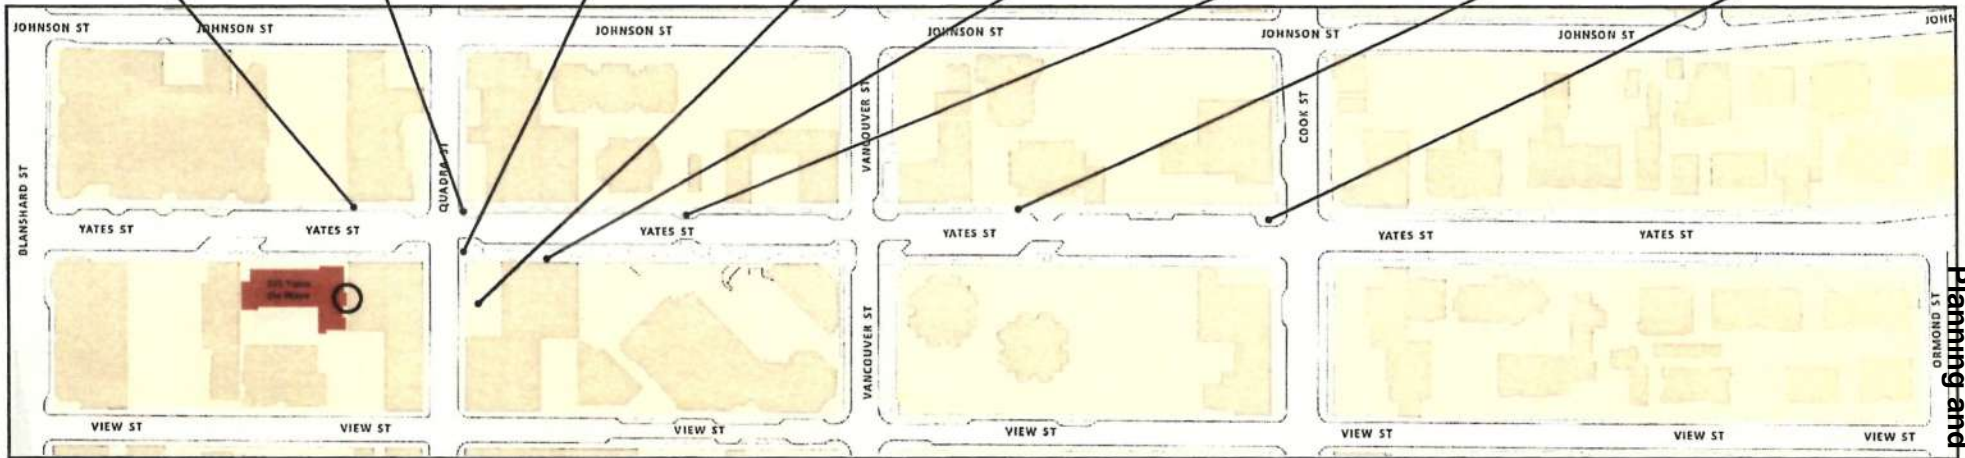 JOHNSON ST
JOHNSON ST
JOHNSON ST
JOHNSON ST
JOHNSON ST
JOHNSON ST
JOHN
BLANSHARD ST
QUADRA ST
VANCOUVER ST
COOK ST
YATES ST
YATES ST
YATES ST
YATES ST
YATES ST
YATES ST
VANCOUVER ST
ORMOND ST
Planning and
VIEW ST
VIEW ST
VIEW ST
VIEW ST
VIEW ST
VIEW ST
VIEW ST